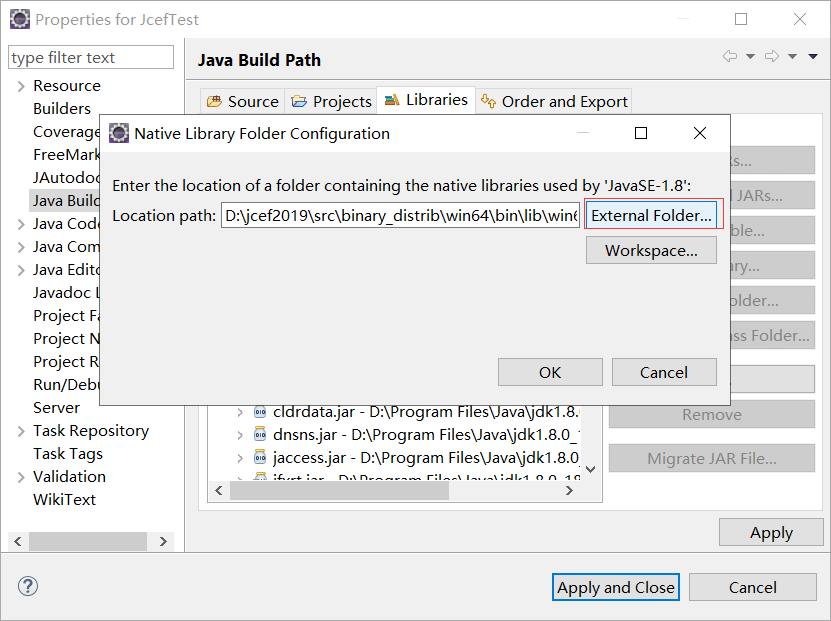 Properties for JcefTest
type filter text
Resource
Builders
Coverage
FreeMark
JAutodoc
Java Build
Java Code
Java Com
Java Edito
Javadoc L
Project Fa
Project N
Project R
Run/Debu
Server
Task Repository
Task Tags
Validation
WikiText
Java Build Path
Source
Projects
Libraries
Order and Export
Native Library Folder Configuration
Enter the location of a folder containing the native libraries used by 'JavaSE-1.8':
Location path: D:\jcef2019\src\binary_distrib\win64\bin\lib\win6
External Folder...
Workspace...
OK
Cancel
JARs...
ble...
ary...
older...
ass Folder...
cldrdata.jar - D:\Program Files\Java\jdk1.8.0
dnsns.jar - D:\Program Files\Java\jdk1.8.0_1
jaccess.jar - D:\Program Files\Java\jdk1.8.0_
jfxrt.jar - D:\Program Files\Java\jdk1.8.0_18
Remove
Migrate JAR File...
Apply
Apply and Close
Cancel